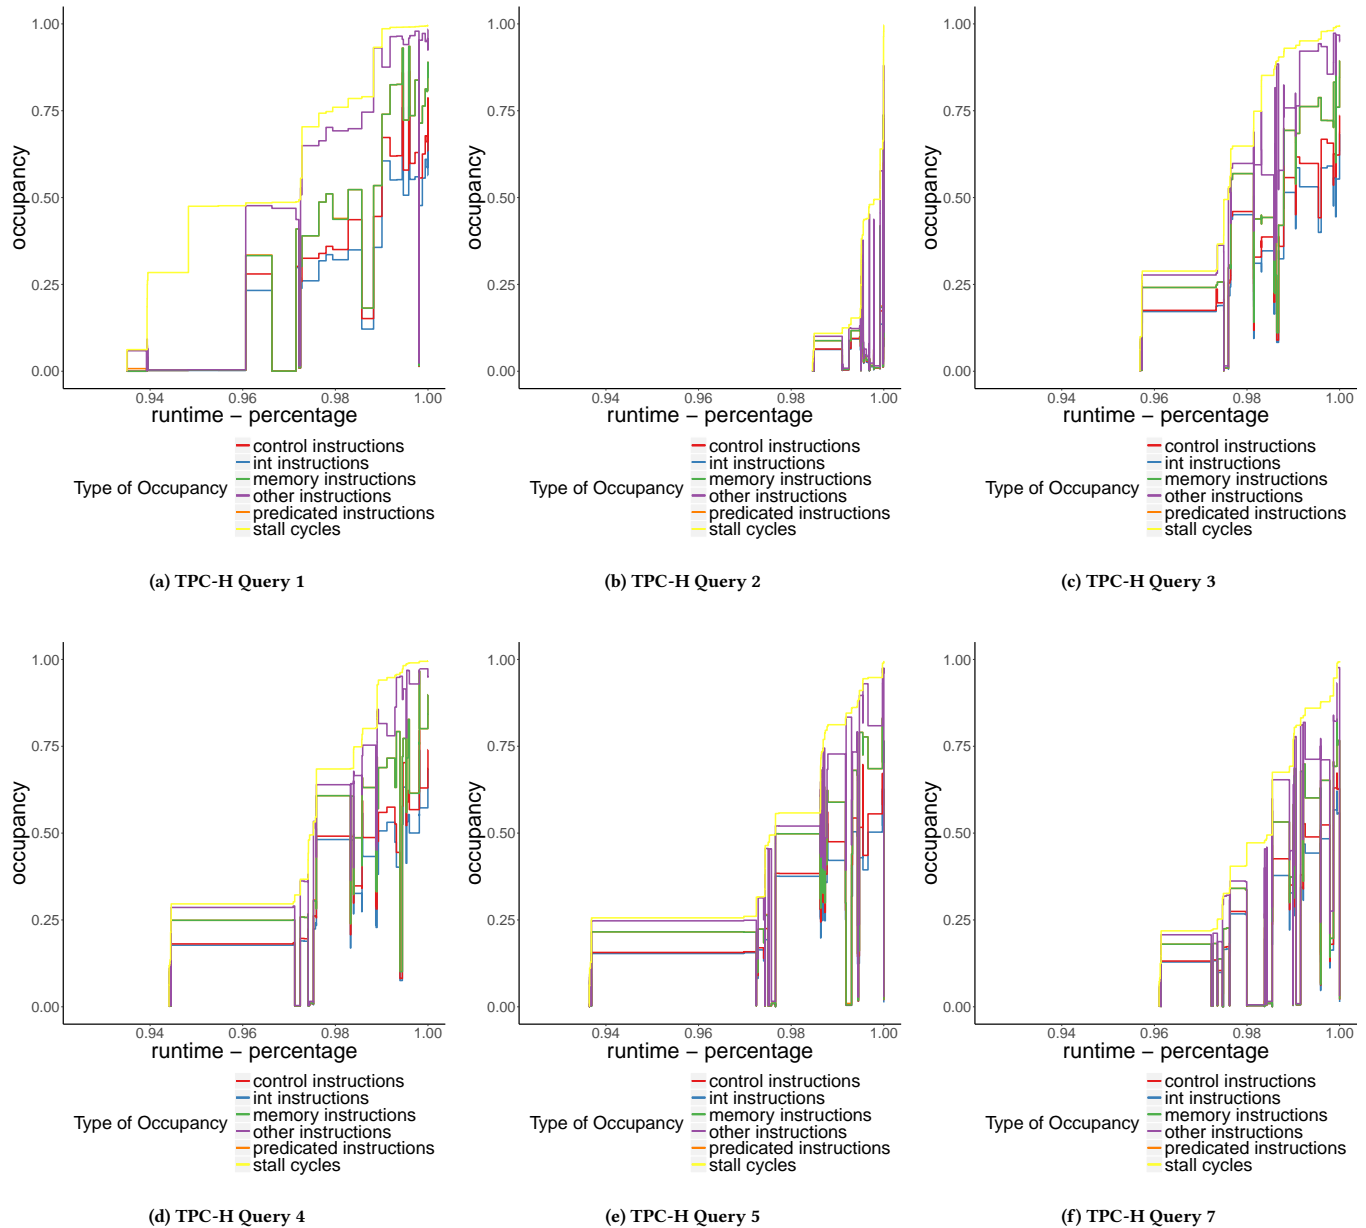 1.00
0.75
0.50
0.25
0.00
occupancy
0.94 0.96 0.98 1.00
runtime − percentage
Type of Occupancy
control instructions
int instructions
memory instructions
other instructions
predicated instructions
stall cycles
(a) TPC-H Query 1
1.00
0.75
0.50
0.25
0.00
occupancy
0.94 0.96 0.98 1.00
runtime − percentage
Type of Occupancy
control instructions
int instructions
memory instructions
other instructions
predicated instructions
stall cycles
(b) TPC-H Query 2
1.00
0.75
0.50
0.25
0.00
occupancy
0.94 0.96 0.98 1.00
runtime − percentage
Type of Occupancy
control instructions
int instructions
memory instructions
other instructions
predicated instructions
stall cycles
(c) TPC-H Query 3
1.00
0.75
0.50
0.25
0.00
occupancy
0.94 0.96 0.98 1.00
runtime − percentage
Type of Occupancy
control instructions
int instructions
memory instructions
other instructions
predicated instructions
stall cycles
(d) TPC-H Query 4
1.00
0.75
0.50
0.25
0.00
occupancy
0.94 0.96 0.98 1.00
runtime − percentage
Type of Occupancy
control instructions
int instructions
memory instructions
other instructions
predicated instructions
stall cycles
(e) TPC-H Query 5
1.00
0.75
0.50
0.25
0.00
occupancy
0.94 0.96 0.98 1.00
runtime − percentage
Type of Occupancy
control instructions
int instructions
memory instructions
other instructions
predicated instructions
stall cycles
(f) TPC-H Query 7